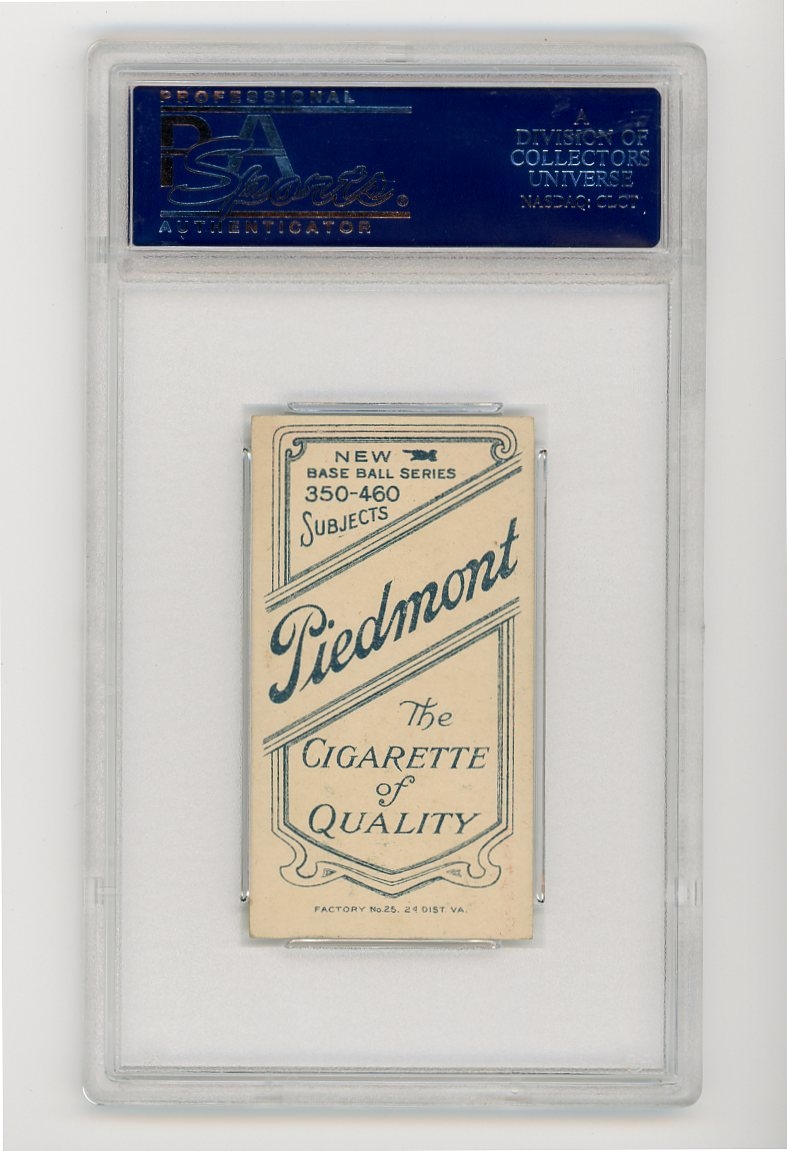 PROFESSIONAL
PSA
Sports®
AUTHENTICATOR
A
DIVISION OF
COLLECTORS
UNIVERSE
NASDAQ: CLCT
NEW
BASE BALL SERIES
350-460
SUBJECTS
Piedmont
The
CIGARETTE
of
QUALITY
FACTORY No.25. 2d DIST. VA.